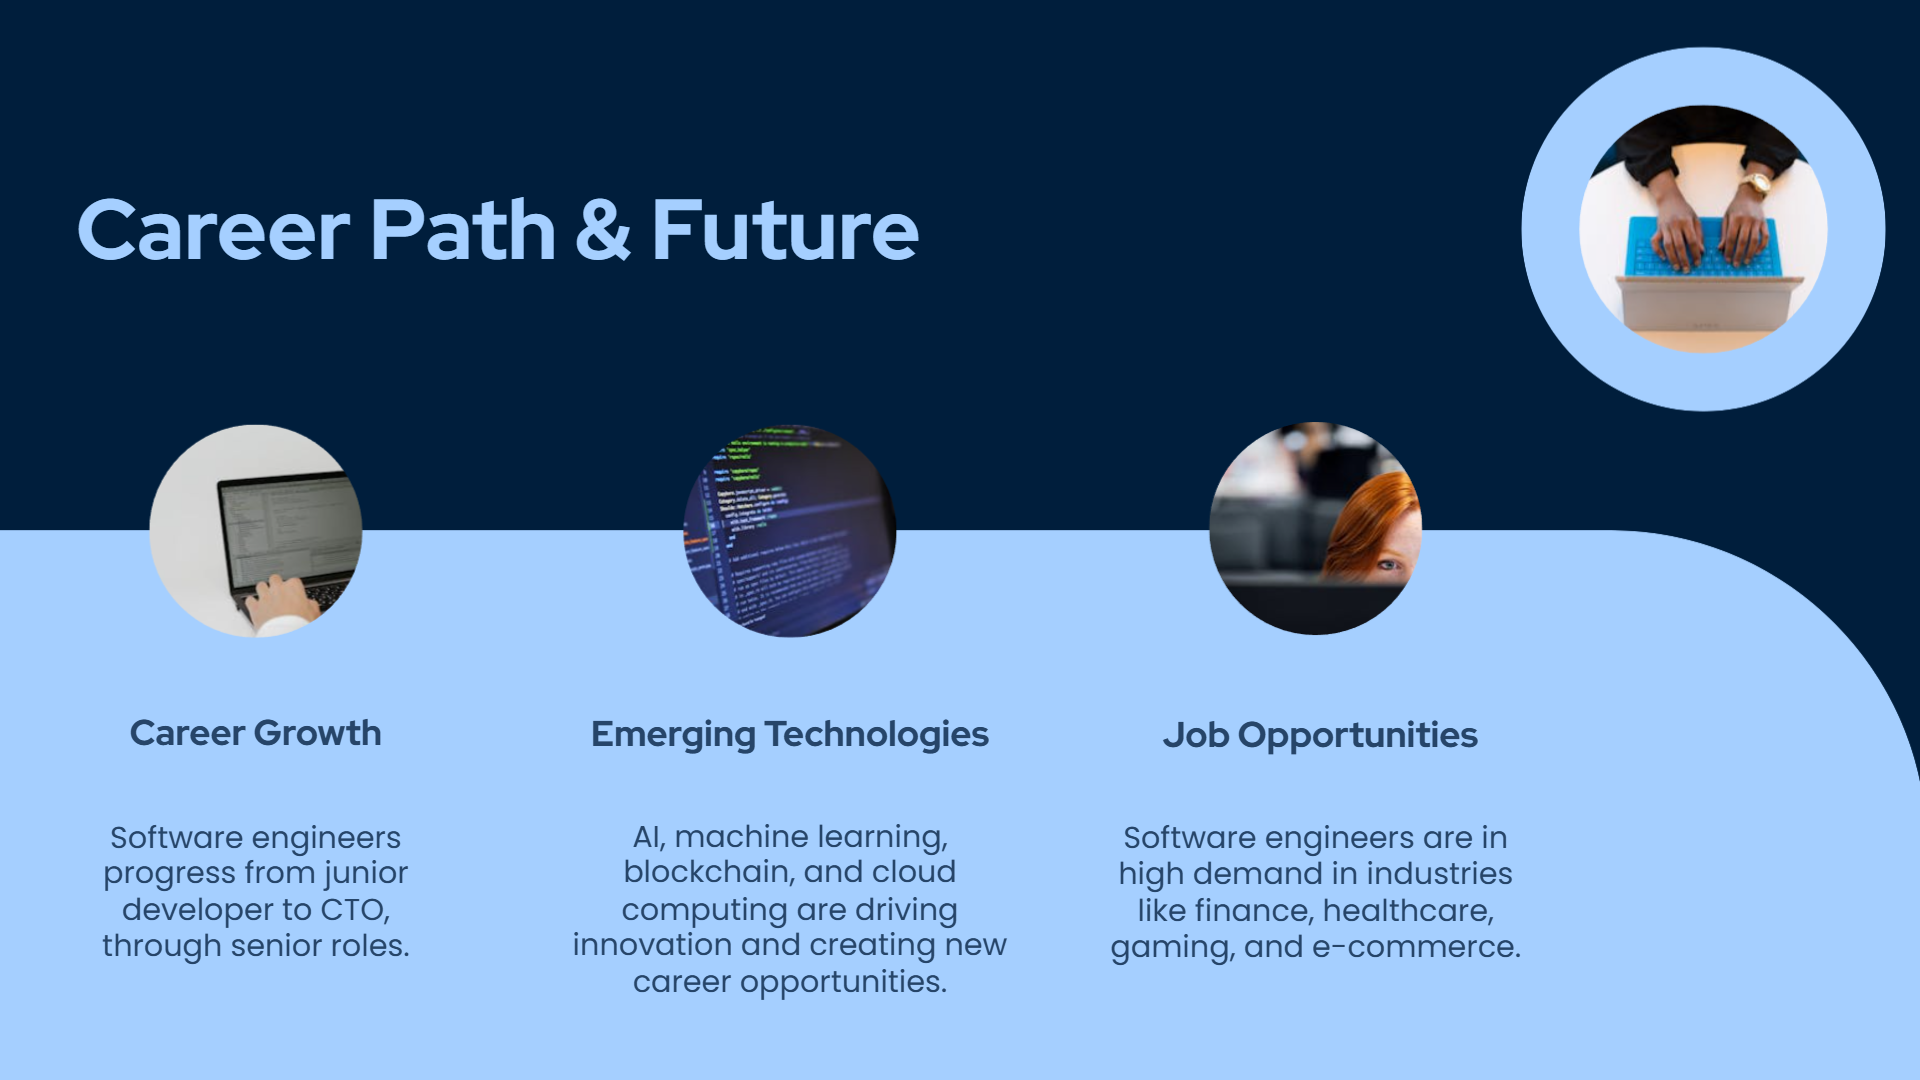 Career Path & Future
Career Growth
Software engineers
progress from junior
developer to CTO,
through senior roles.
Emerging Technologies
AI, machine learning,
blockchain, and cloud
computing are driving
innovation and creating new
career opportunities.
Job Opportunities
Software engineers are in
high demand in industries
like finance, healthcare,
gaming, and e-commerce.